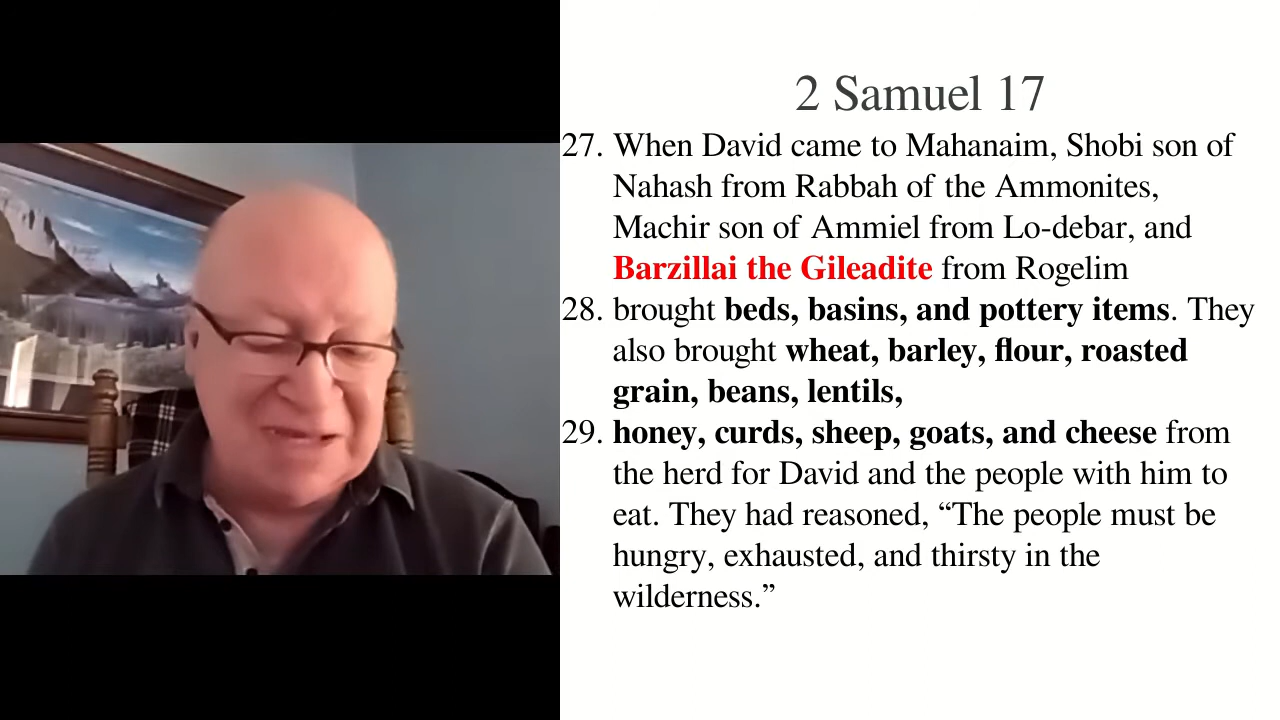 2 Samuel 17
27. When David came to Mahanaim, Shobi son of
Nahash from Rabbah of the Ammonites,
Machir son of Ammiel from Lo-debar, and
Barzillai the Gileadite from Rogelim
28. brought beds, basins, and pottery items. They
also brought wheat, barley, flour, roasted
grain, beans, lentils,
29. honey, curds, sheep, goats, and cheese from
the herd for David and the people with him to
eat. They had reasoned, “The people must be
hungry, exhausted, and thirsty in the
wilderness.”